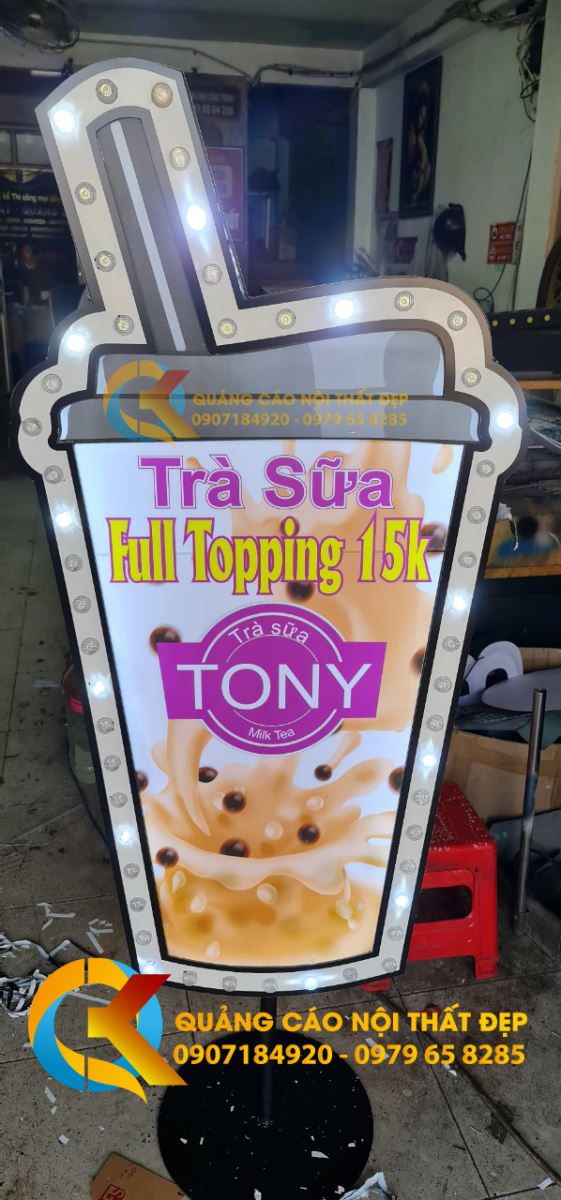 QUẢNG CÁO NỘI THẤT ĐẸP
0907184920 - 0979 65 8285
Trà Sữa
Full Topping 15k
Trà sữa
TONY
Milk Tea
QUẢNG CÁO NỘI THẤT ĐẸP
0907184920 - 0979 65 8285